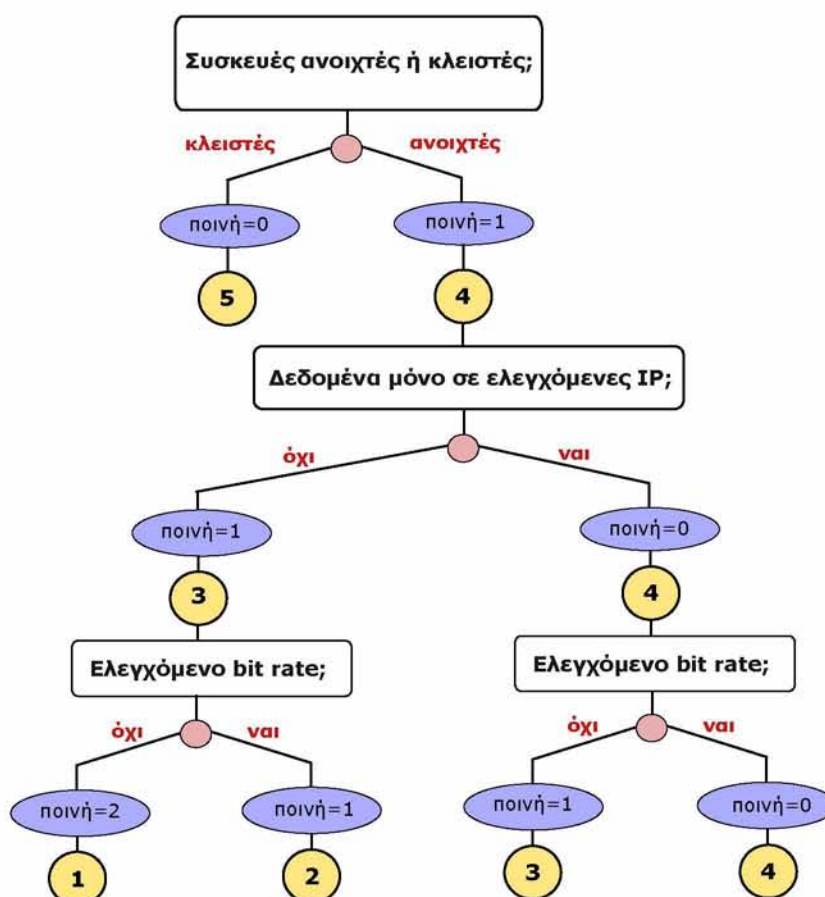 Συσκευές ανοιχτές ή κλειστές;
κλειστές
ανοιχτές
ποινή=0
ποινή=1
5
4
Δεδομένα μόνο σε ελεγχόμενες IP;
όχι
ναι
ποινή=1
ποινή=0
3
4
Ελεγχόμενο bit rate;
Ελεγχόμενο bit rate;
όχι
ναι
όχι
ναι
ποινή=2
ποινή=1
ποινή=1
ποινή=0
1
2
3
4